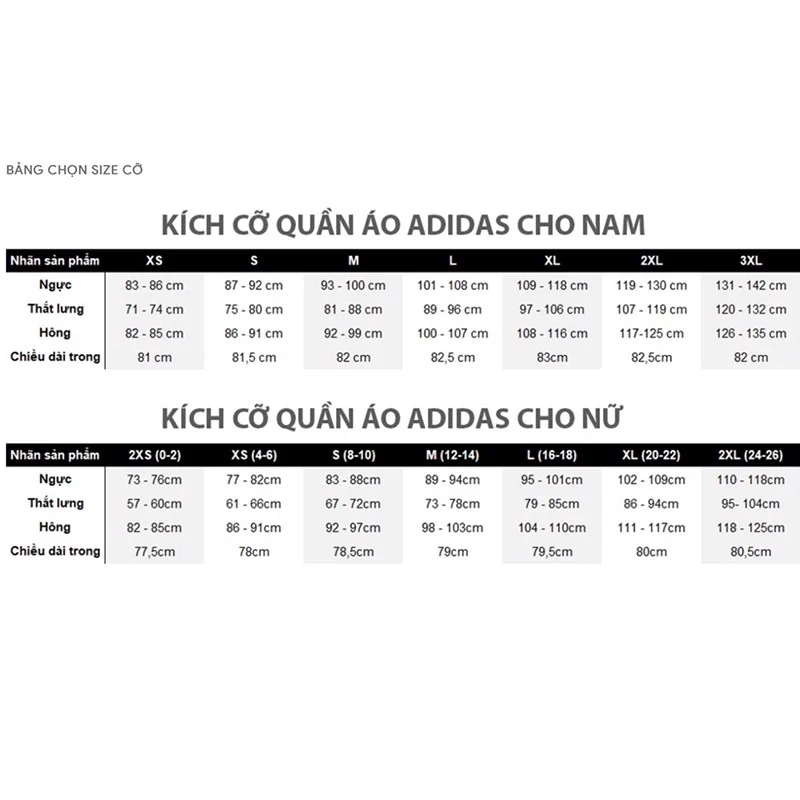 BẢNG CHỌN SIZE CỠ
KÍCH CỠ QUẦN ÁO ADIDAS CHO NAM
Nhãn sản phẩm XS S M L XL 2XL 3XL
Ngực 83 - 86 cm 87 - 92 cm 93 - 100 cm 101 - 108 cm 109 - 118 cm 119 - 130 cm 131 - 142 cm
Thắt lưng 71 - 74 cm 75 - 80 cm 81 - 88 cm 89 - 96 cm 97 - 106 cm 107 - 119 cm 120 - 132 cm
Hông 82 - 85 cm 86 - 91 cm 92 - 99 cm 100 - 107 cm 108 - 116 cm 117-125 cm 126 - 135 cm
Chiều dài trong 81 cm 81,5 cm 82 cm 82,5 cm 83cm 82,5cm 82 cm
KÍCH CỠ QUẦN ÁO ADIDAS CHO NỮ
Nhãn sản phẩm 2XS (0-2) XS (4-6) S (8-10) M (12-14) L (16-18) XL (20-22) 2XL (24-26)
Ngực 73 - 76cm 77 - 82cm 83 - 88cm 89 - 94cm 95 - 101cm 102 - 109cm 110 - 118cm
Thắt lưng 57 - 60cm 61 - 66cm 67 - 72cm 73 - 78cm 79 - 85cm 86 - 94cm 95- 104cm
Hông 82 - 85cm 86 - 91cm 92 - 97cm 98 - 103cm 104 - 110cm 111 - 117cm 118 - 125cm
Chiều dài trong 77,5cm 78cm 78,5cm 79cm 79,5cm 80cm 80,5cm